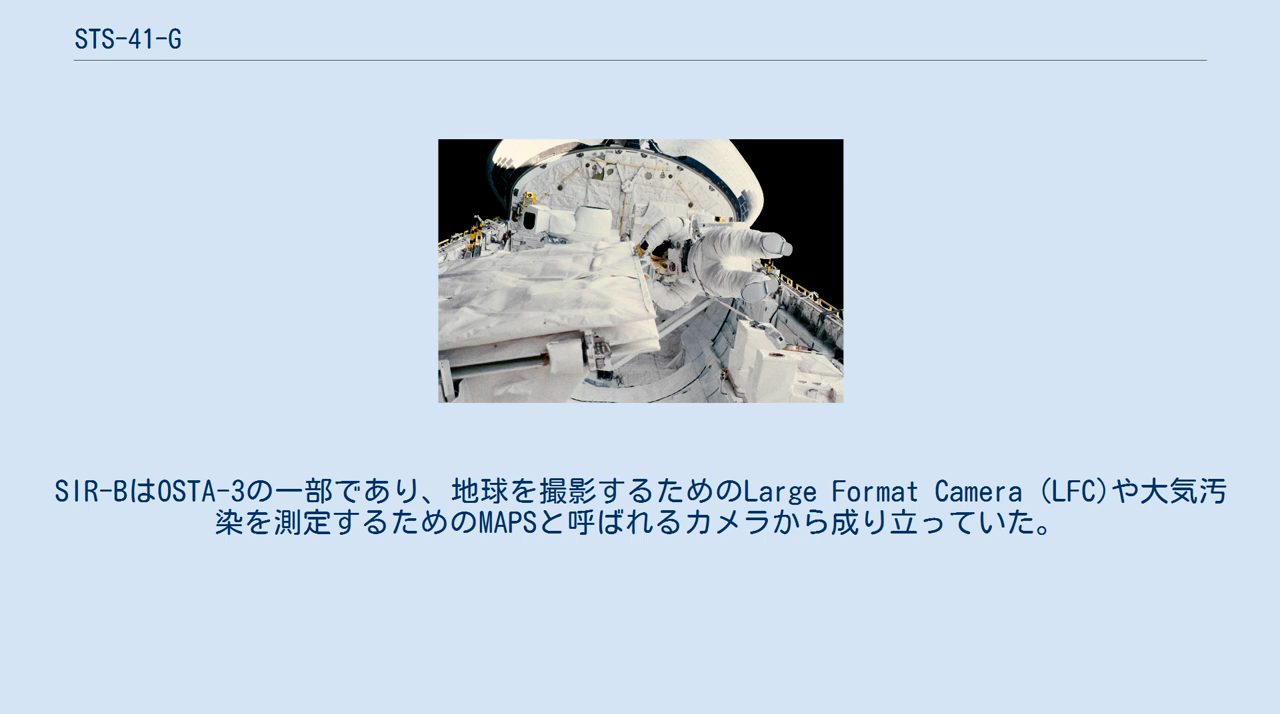 STS-41-G
SIR-BはOSTA-3の一部であり、地球を撮影するためのLarge Format Camera (LFC)や大気汚
染を測定するためのMAPSと呼ばれるカメラから成り立っていた。